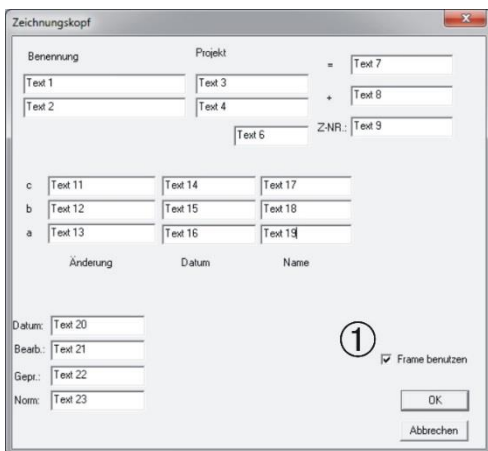 Zeichnungskopf
Benennung Projekt
Text 1 Text 3 = Text 7
Text 2 Text 4 + Text 8
Text 6 Z-NR.: Text 9
c Text 11 Text 14 Text 17
b Text 12 Text 15 Text 18
a Text 13 Text 16 Text 19
Änderung Datum Name
Datum: Text 20
Bearb.: Text 21
Gepr.: Text 22
Norm: Text 23
1
Frame benutzen
OK
Abbrechen